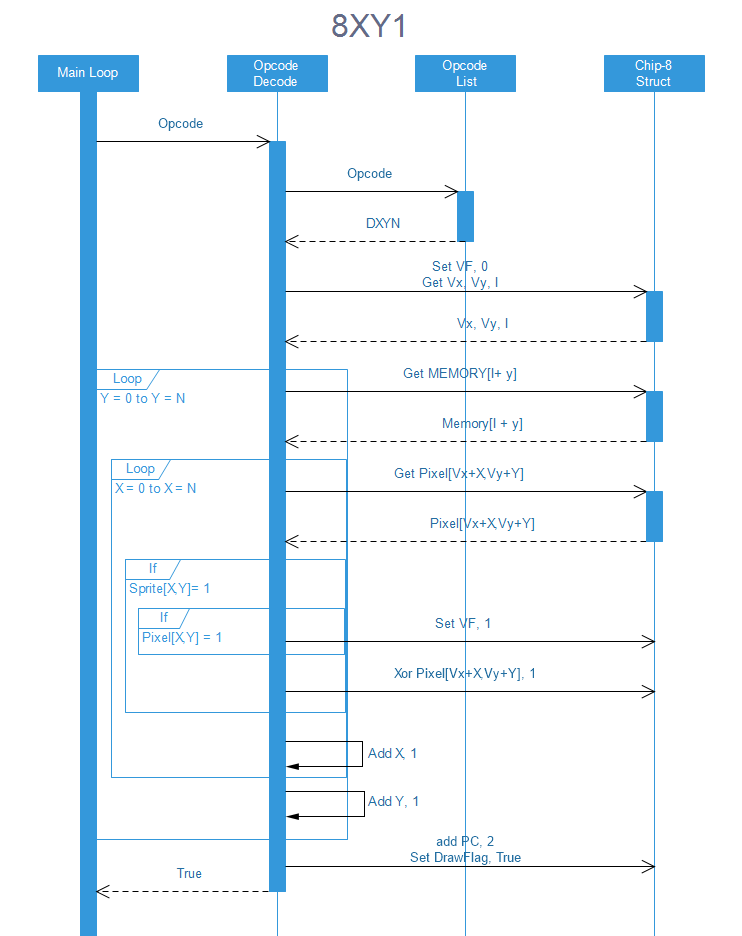 8XY1
Main Loop
Opcode
Decode
Opcode
List
Chip-8
Struct
Opcode
Opcode
DXYN
Set VF, 0
Get Vx, Vy, I
Vx, Vy, I
Loop
Y = 0 to Y = N
Get MEMORY[I+ y]
Memory[I + y]
Loop
X = 0 to X = N
Get Pixel[Vx+X,Vy+Y]
Pixel[Vx+X,Vy+Y]
If
Sprite[X,Y]= 1
If
Pixel[X,Y] = 1
Set VF, 1
Xor Pixel[Vx+X,Vy+Y], 1
Add X, 1
Add Y, 1
add PC, 2
Set DrawFlag, True
True